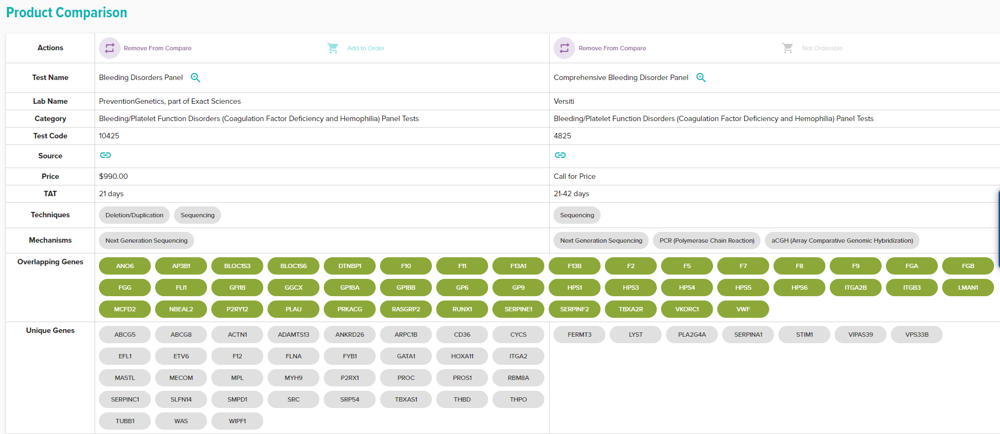 Product Comparison
Actions Remove From Compare Add to Order Remove From Compare Not Orderable
Test Name Bleeding Disorders Panel Comprehensive Bleeding Disorder Panel
Lab Name PreventionGenetics, part of Exact Sciences Versiti
Category Bleeding/Platelet Function Disorders (Coagulation Factor Deficiency and Hemophilia) Panel Tests Bleeding/Platelet Function Disorders (Coagulation Factor Deficiency and Hemophilia) Panel Tests
Test Code 10425 4825
Source
Price $990.00 Call for Price
TAT 21 days 21-42 days
Techniques Deletion/Duplication Sequencing Sequencing
Mechanisms Next Generation Sequencing Next Generation Sequencing PCR (Polymerase Chain Reaction) aCGH (Array Comparative Genomic Hybridization)
Overlapping Genes ANO6 AP3B1 BLOC1S3 BLOC1S6 DTNBP1 F10 F11 F13A1 F13B F2 F5 F7 F8 F9 FGA FGB
FGG FLI1 GFI1B GGCX GP1BA GP1BB GP6 GP9 HPS1 HPS3 HPS4 HPS5 HPS6 ITGA2B ITGB3 LMAN1
MCFD2 NBEAL2 P2RY12 PLAU PRKACG RASGRP2 RUNX1 SERPINE1 SERPINF2 TBXA2R VKORC1 VWF
Unique Genes ABCG5 ABCG8 ACTN1 ADAMTS13 ANKRD26 ARPC1B CD36 CYCS FERMT3 LYST PLA2G4A SERPINA1 STIM1 VIPAS39 VPS33B
EFL1 ETV6 F12 FLNA FYB1 GATA1 HOXA11 ITGA2
MASTL MECOM MPL MYH9 P2RX1 PROC PROS1 RBM8A
SERPINC1 SLFN14 SMPD1 SRC SRP54 TBXAS1 THBD THPO
TUBB1 WAS WIPF1